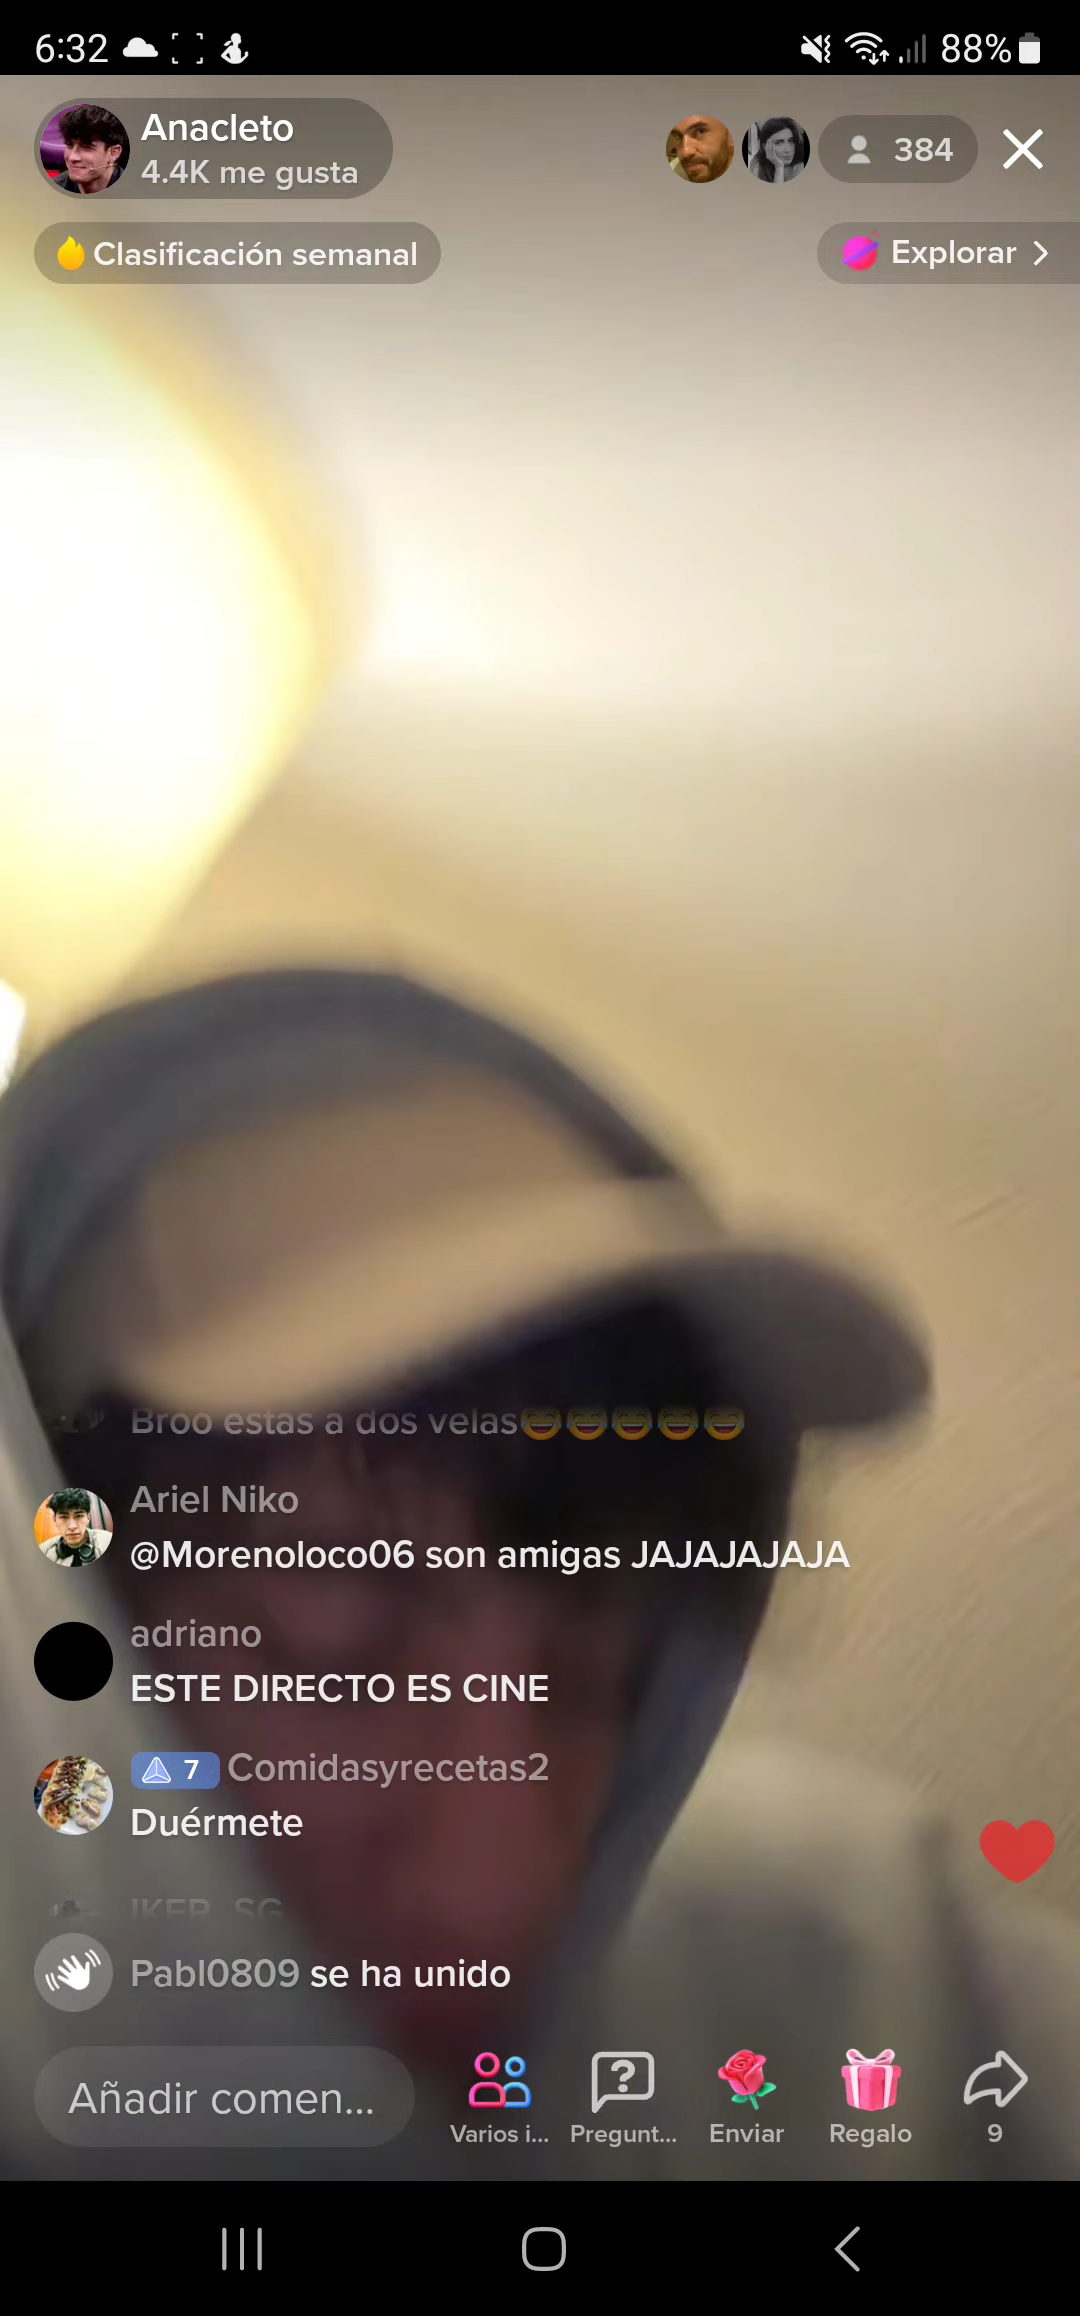 6:32
88%
Anacleto
4.4K me gusta
384
Clasificación semanal
Explorar
Broo estas a dos velas😂😂😂😂😂
Ariel Niko
@Morenoloco06 son amigas JAJAJAJAJA
adriano
ESTE DIRECTO ES CINE
7 Comidasyrecetas2
Duérmete
IKER_SG
Pabl0809 se ha unido
Añadir comen...
Varios i...
Pregunt...
Enviar
Regalo
9